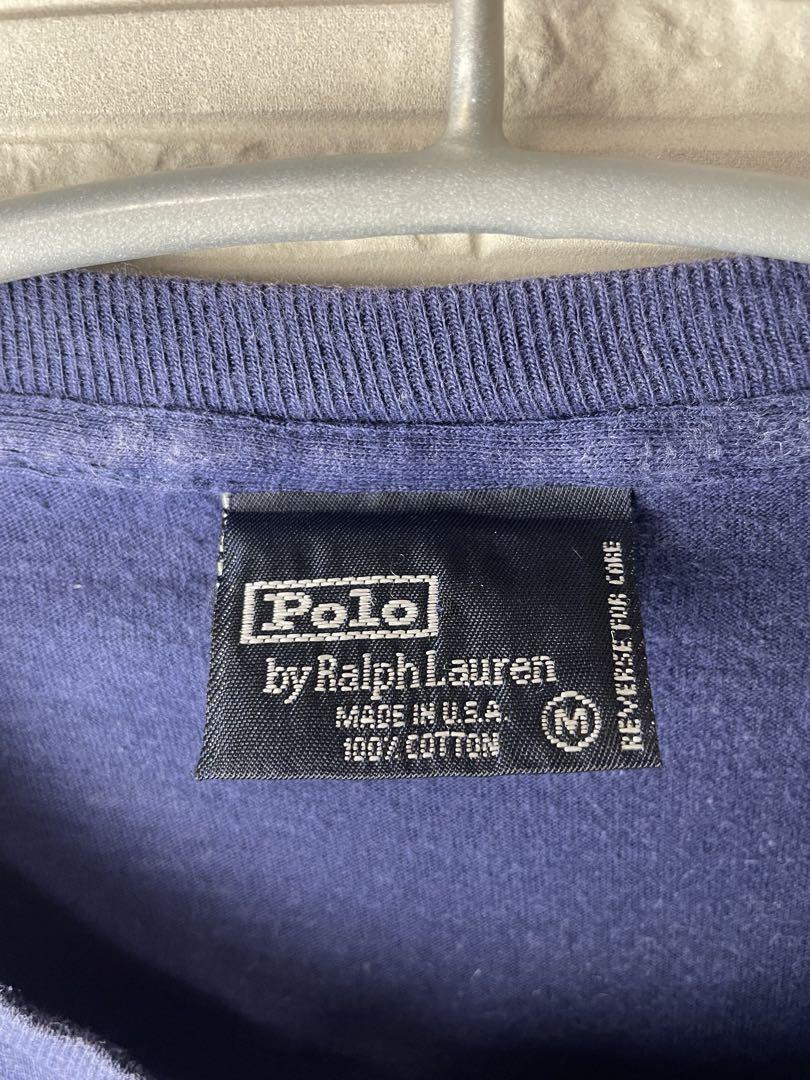 Polo
by Ralph Lauren
MADE IN U.S.A.
100% COTTON
M
REVERSE FOR CARE